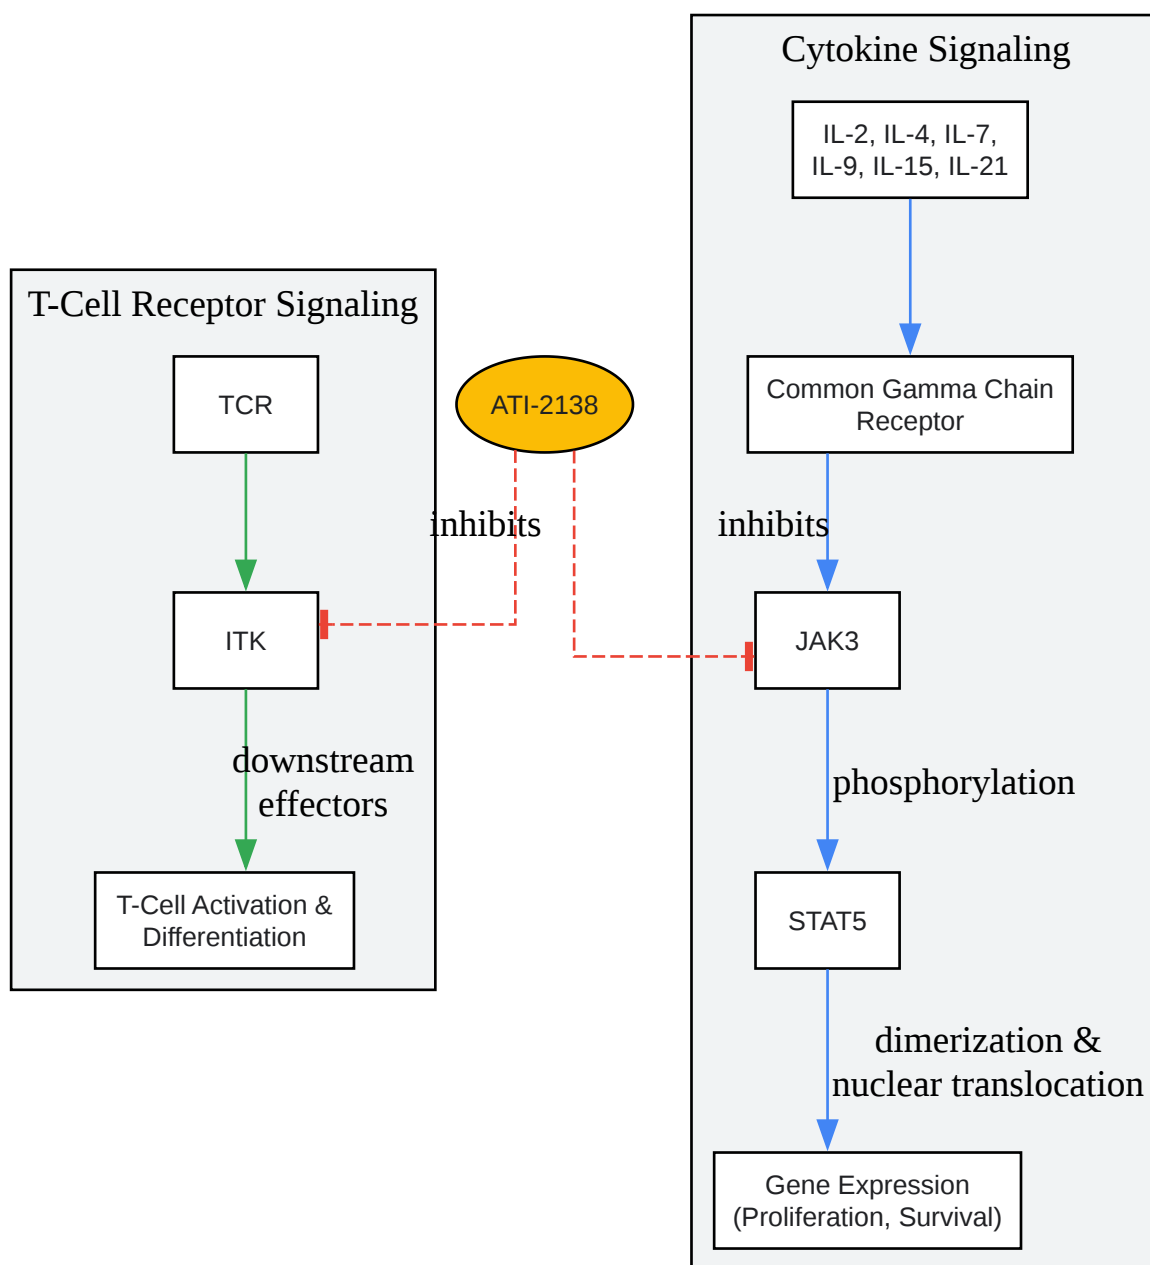 Cytokine Signaling
IL-2, IL-4, IL-7,
IL-9, IL-15, IL-21
T-Cell Receptor Signaling
TCR
ATI-2138
Common Gamma Chain
Receptor
inhibits
inhibits
ITK
JAK3
downstream
effectors
phosphorylation
T-Cell Activation &
Differentiation
STAT5
dimerization &
nuclear translocation
Gene Expression
(Proliferation, Survival)